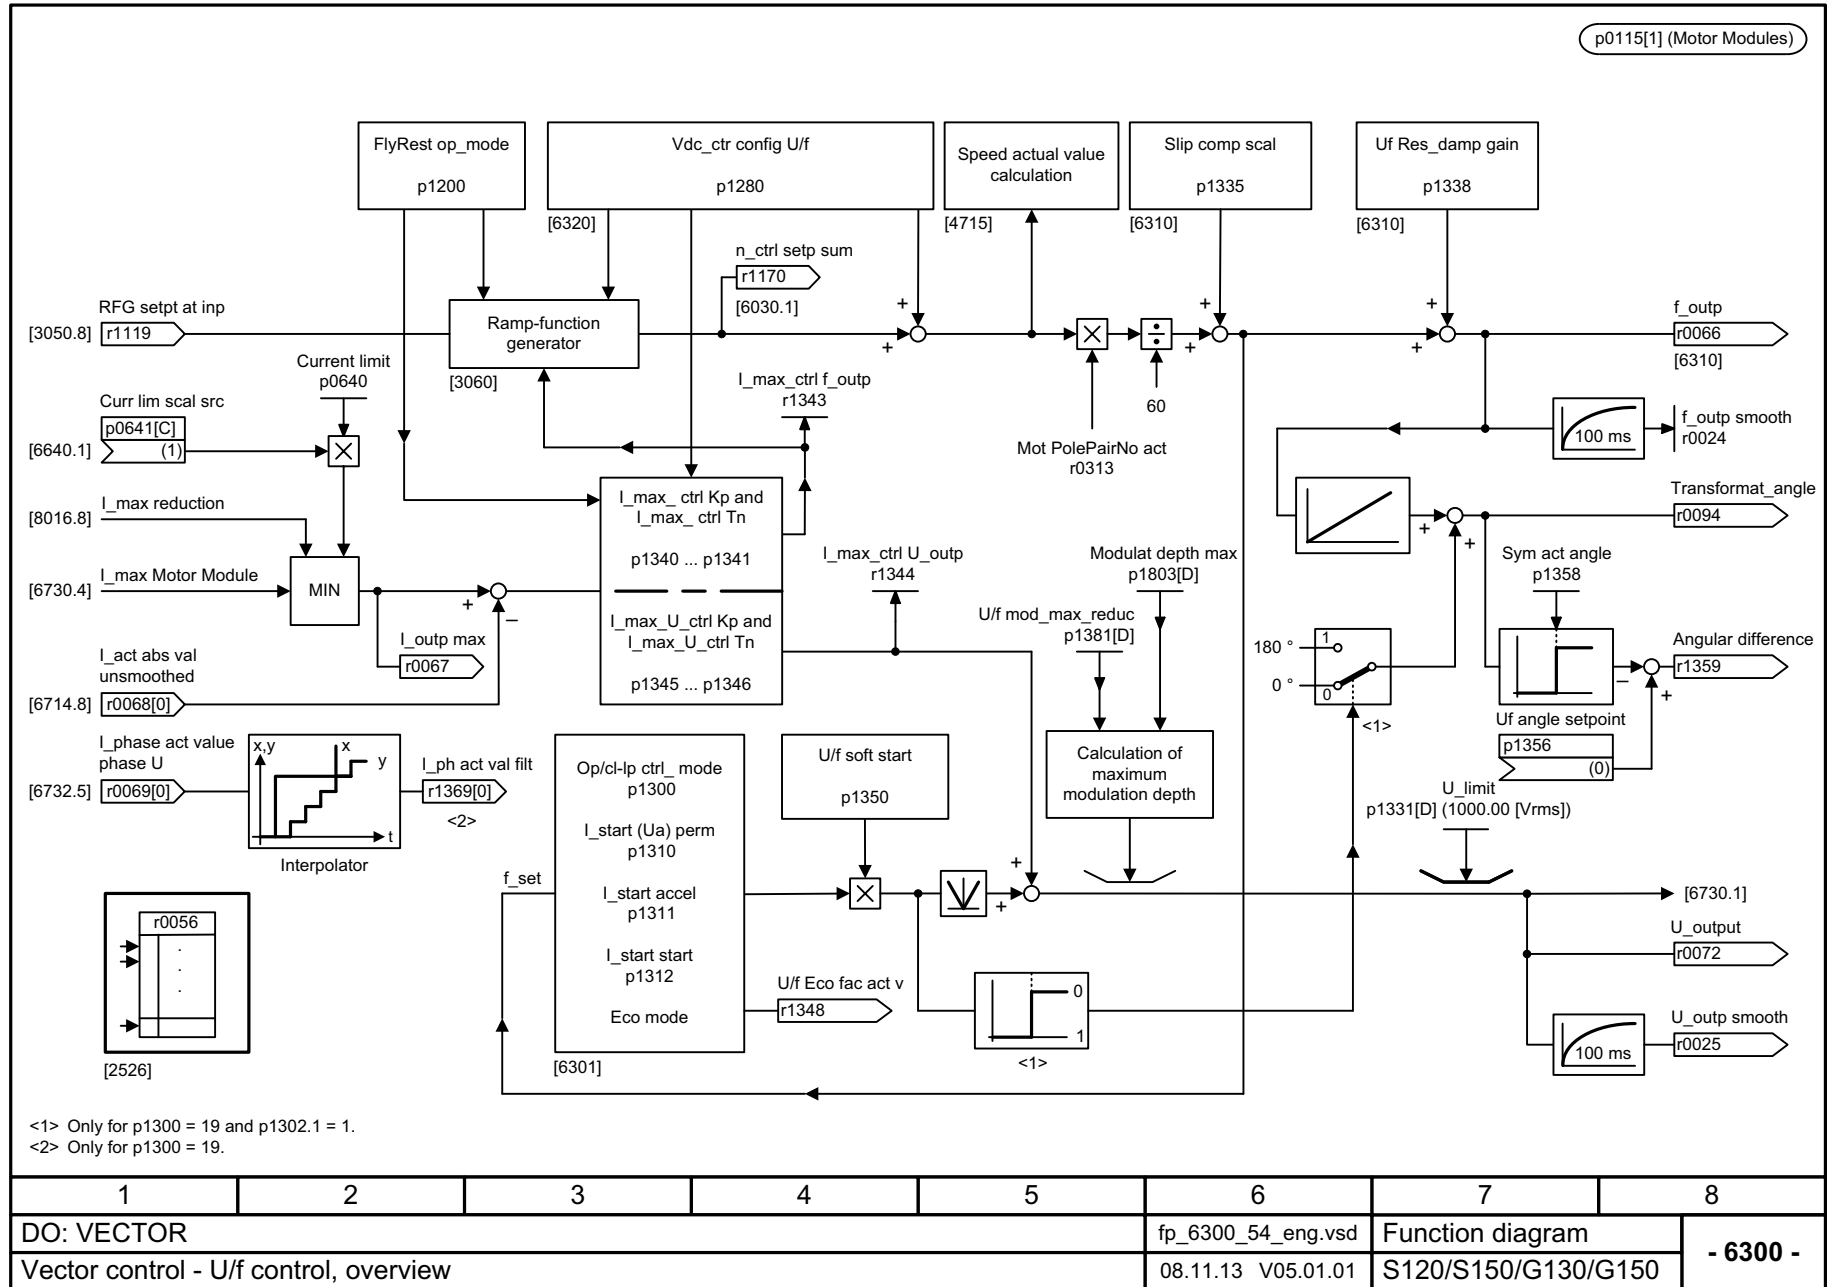 p0115[1] (Motor Modules)
FlyRest op_mode
p1200
Vdc_ctr config U/f
p1280
[6320]
Speed actual value
calculation
[4715]
Slip comp scal
p1335
[6310]
Uf Res_damp gain
p1338
[6310]
n_ctrl setp sum
r1170
[6030.1]
RFG setpt at inp
[3050.8]
r1119
Ramp-function
generator
[3060]
+
+
+
+
+
+
60
Mot PolePairNo act
r0313
f_outp
r0066
[6310]
100 ms
f_outp smooth
r0024
Current limit
p0640
Curr lim scal src
p0641[C]
(1)
[6640.1]
I_max_ctrl f_outp
r1343
I_max reduction
[8016.8]
I_max Motor Module
[6730.4]
MIN
+
–
I_outp max
r0067
I_act abs val
unsmoothed
[6714.8]
r0068[0]
I_max_ ctrl Kp and
I_max_ ctrl Tn
p1340 ... p1341
I_max_U_ctrl Kp and
I_max_U_ctrl Tn
p1345 ... p1346
I_max_ctrl U_outp
r1344
Modulat depth max
p1803[D]
U/f mod_max_reduc
p1381[D]
Calculation of
maximum
modulation depth
+
+
Transformat_angle
r0094
Sym act angle
p1358
180 °
1
0 °
0
<1>
Angular difference
r1359
–
+
Uf angle setpoint
p1356
(0)
I_phase act value
phase U
[6732.5]
r0069[0]
x,y
x
y
t
Interpolator
I_ph act val filt
r1369[0]
<2>
Op/cl-lp ctrl_ mode
p1300
I_start (Ua) perm
p1310
I_start accel
p1311
I_start start
p1312
Eco mode
[6301]
f_set
U/f soft start
p1350
+
+
U_limit
p1331[D] (1000.00 [Vrms])
[6730.1]
U_output
r0072
U/f Eco fac act v
r1348
0
1
<1>
100 ms
U_outp smooth
r0025
r0056
.
.
.
[2526]
<1> Only for p1300 = 19 and p1302.1 = 1.
<2> Only for p1300 = 19.
1 2 3 4 5 6 7 8
DO: VECTOR
fp_6300_54_eng.vsd
Function diagram
- 6300 -
Vector control - U/f control, overview
08.11.13 V05.01.01
S120/S150/G130/G150